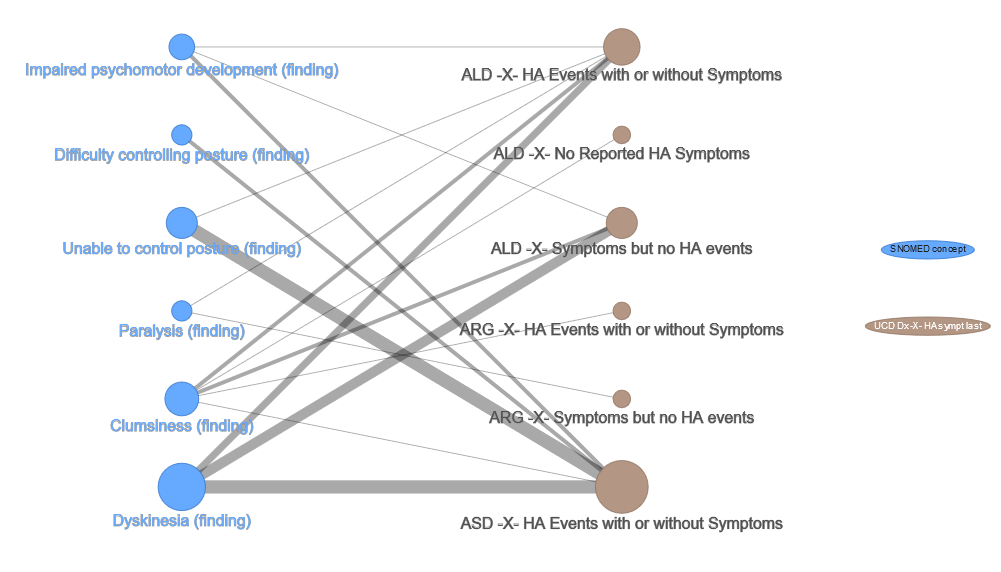 Impaired psychomotor development (finding)
ALD -X- HA Events with or without Symptoms
Difficulty controlling posture (finding)
ALD -X- No Reported HA Symptoms
Unable to control posture (finding)
ALD -X- Symptoms but no HA events
SNOMED concept
Paralysis (finding)
ARG -X- HA Events with or without Symptoms
UCD Dx-X- HAsympt last
Clumsiness (finding)
ARG -X- Symptoms but no HA events
Dyskinesia (finding)
ASD -X- HA Events with or without Symptoms